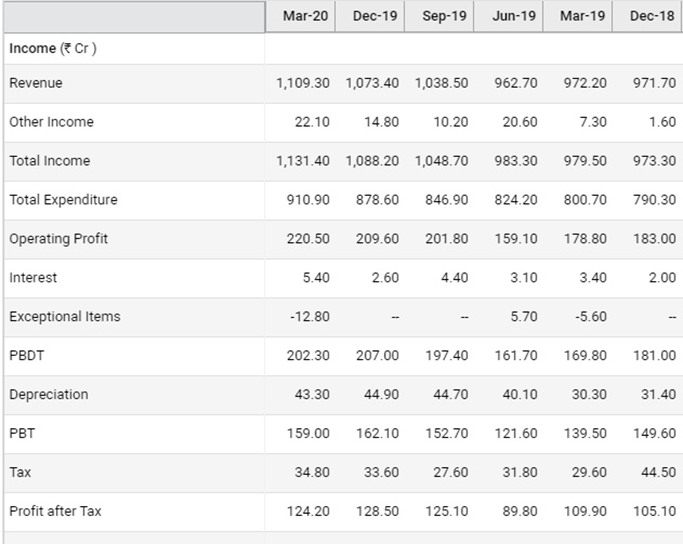 Mar-20 Dec-19 Sep-19 Jun-19 Mar-19 Dec-18
Income (₹ Cr )
Revenue 1,109.30 1,073.40 1,038.50 962.70 972.20 971.70
Other Income 22.10 14.80 10.20 20.60 7.30 1.60
Total Income 1,131.40 1,088.20 1,048.70 983.30 979.50 973.30
Total Expenditure 910.90 878.60 846.90 824.20 800.70 790.30
Operating Profit 220.50 209.60 201.80 159.10 178.80 183.00
Interest 5.40 2.60 4.40 3.10 3.40 2.00
Exceptional Items -12.80 -- -- 5.70 -5.60 --
PBDT 202.30 207.00 197.40 161.70 169.80 181.00
Depreciation 43.30 44.90 44.70 40.10 30.30 31.40
PBT 159.00 162.10 152.70 121.60 139.50 149.60
Tax 34.80 33.60 27.60 31.80 29.60 44.50
Profit after Tax 124.20 128.50 125.10 89.80 109.90 105.10